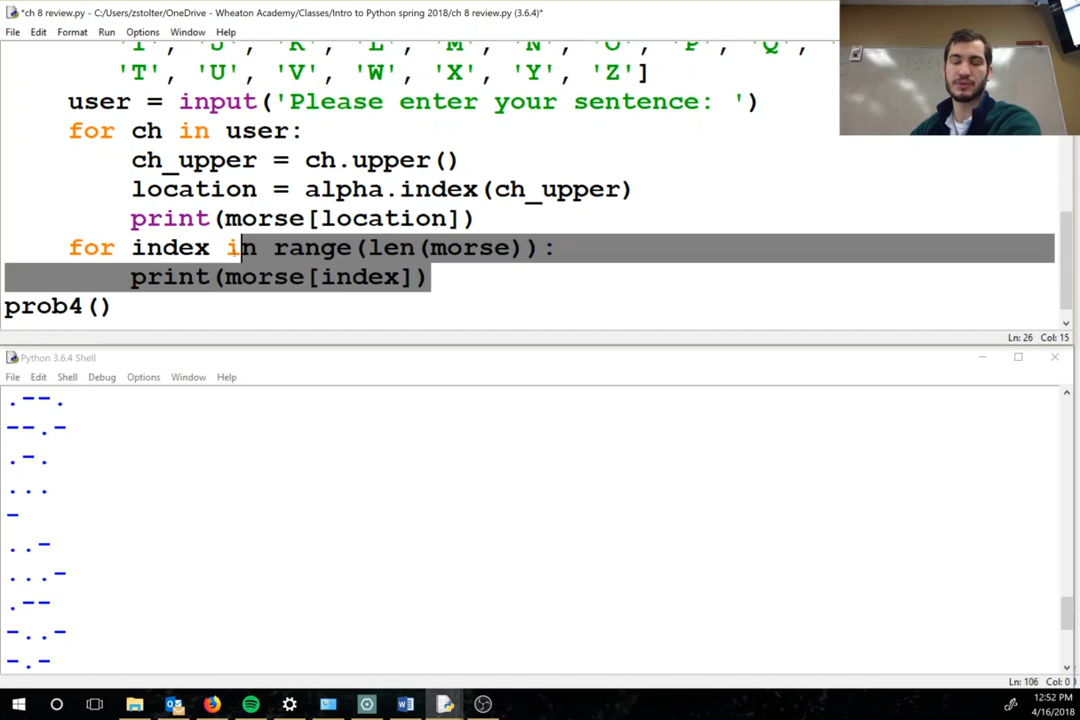 *ch 8 review.py - C:/Users/zstolter/OneDrive - Wheaton Academy/Classes/Intro to Python spring 2018/ch 8 review.py (3.6.4)*
File Edit Format Run Options Window Help
'I', 'J', 'K', 'L', 'M', 'N', 'O', 'P', 'Q',
'T', 'U', 'V', 'W', 'X', 'Y', 'Z']
user = input('Please enter your sentence: ')
for ch in user:
ch_upper = ch.upper()
location = alpha.index(ch_upper)
print(morse[location])
for index in range(len(morse)):
print(morse[index])
prob4()
Ln: 26 Col: 15
Python 3.6.4 Shell
File Edit Shell Debug Options Window Help
.--.
--.-
.-.
...
-
..-
...-
.--
-..-
-.-
Ln: 106 Col: 0
12:52 PM
4/16/2018